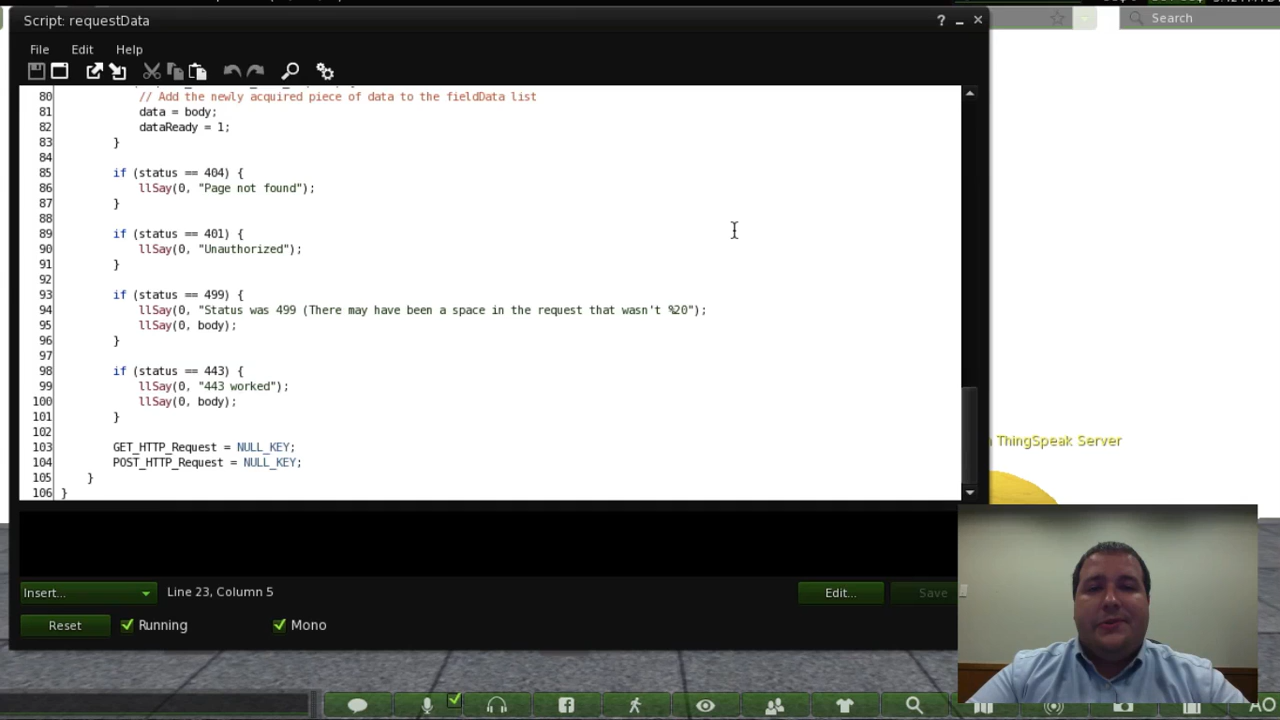 Script: requestData
?
Search
File Edit Help
80 // Add the newly acquired piece of data to the fieldData list
81 data = body;
82 dataReady = 1;
83 }
84
85 if (status == 404) {
86 llSay(0, "Page not found");
87 }
88
89 if (status == 401) {
90 llSay(0, "Unauthorized");
91 }
92
93 if (status == 499) {
94 llSay(0, "Status was 499 (There may have been a space in the request that wasn't %20");
95 llSay(0, body);
96 }
97
98 if (status == 443) {
99 llSay(0, "443 worked");
100 llSay(0, body);
101 }
102
103 GET_HTTP_Request = NULL_KEY;
104 POST_HTTP_Request = NULL_KEY;
105 }
106 }
ThingSpeak Server
Insert... Line 23, Column 5 Edit... Save
Reset Running Mono
AO